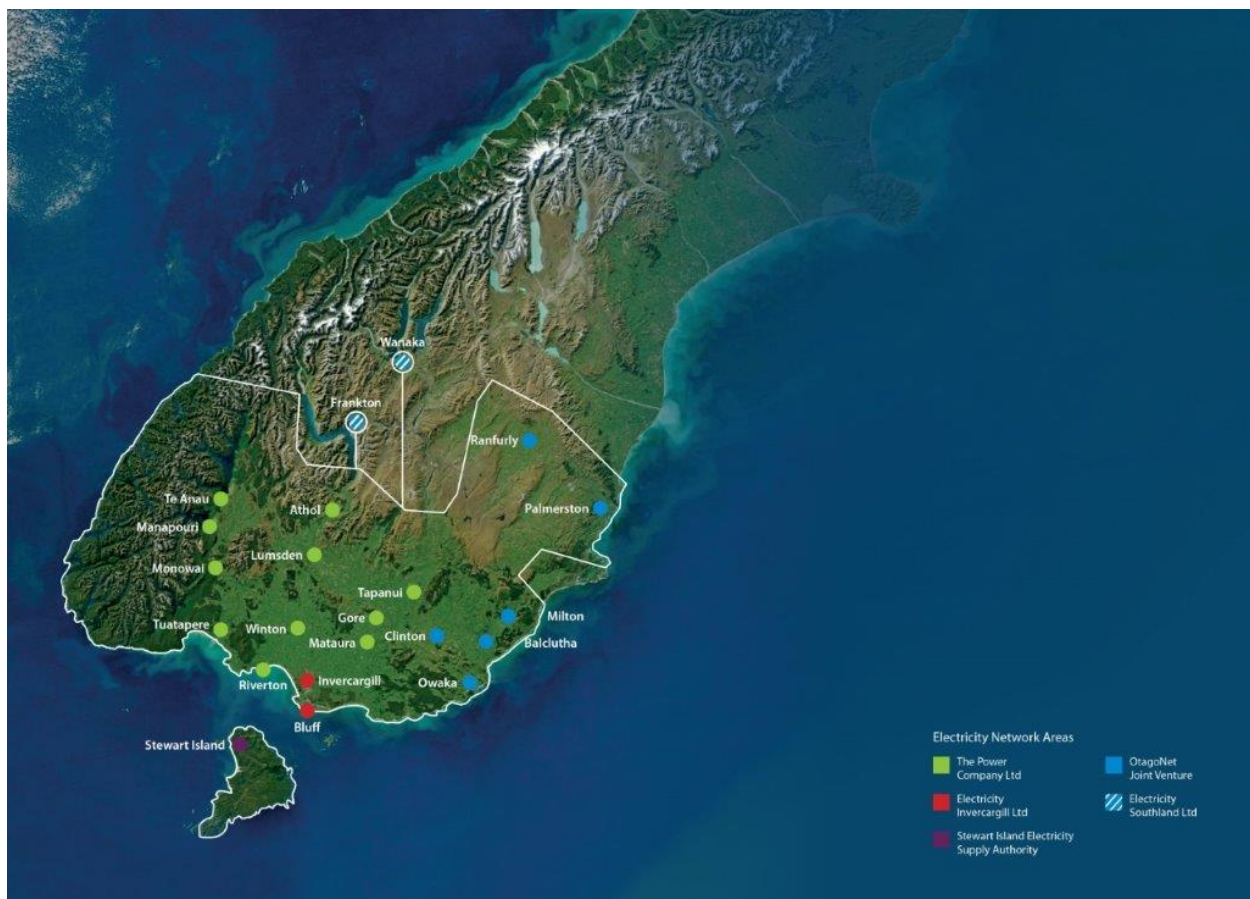 Wanaka
Frankton
Ranfurly
Te Anau
Athol
Palmerston
Manapouri
Lumsden
Monowai
Tapanui
Gore
Milton
Tuatapere
Winton
Clinton
Mataura
Balclutha
Invercargill
Owaka
Riverton
Bluff
Stewart Island
Electricity Network Areas
The Power
Company Ltd
OtagoNet
Joint Venture
Electricity
Invercargill Ltd
Electricity
Southland Ltd
Stewart Island Electricity
Supply Authority